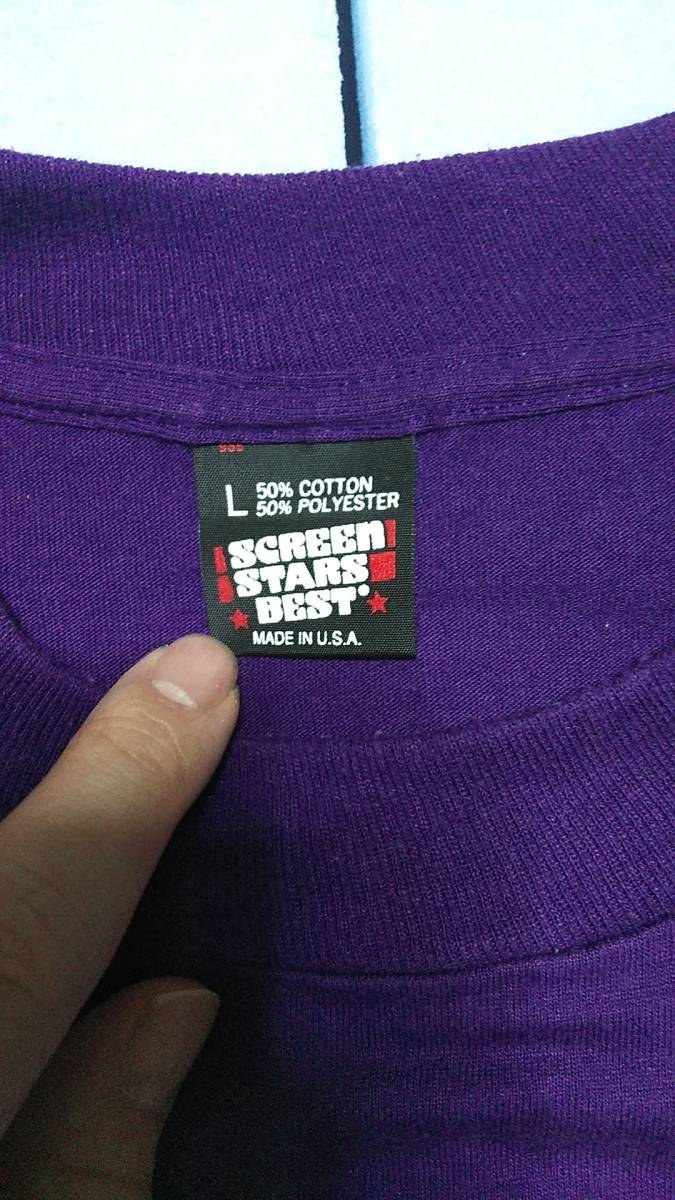 L 50% COTTON
50% POLYESTER
SCREEN
STARS
BEST®
MADE IN U.S.A.